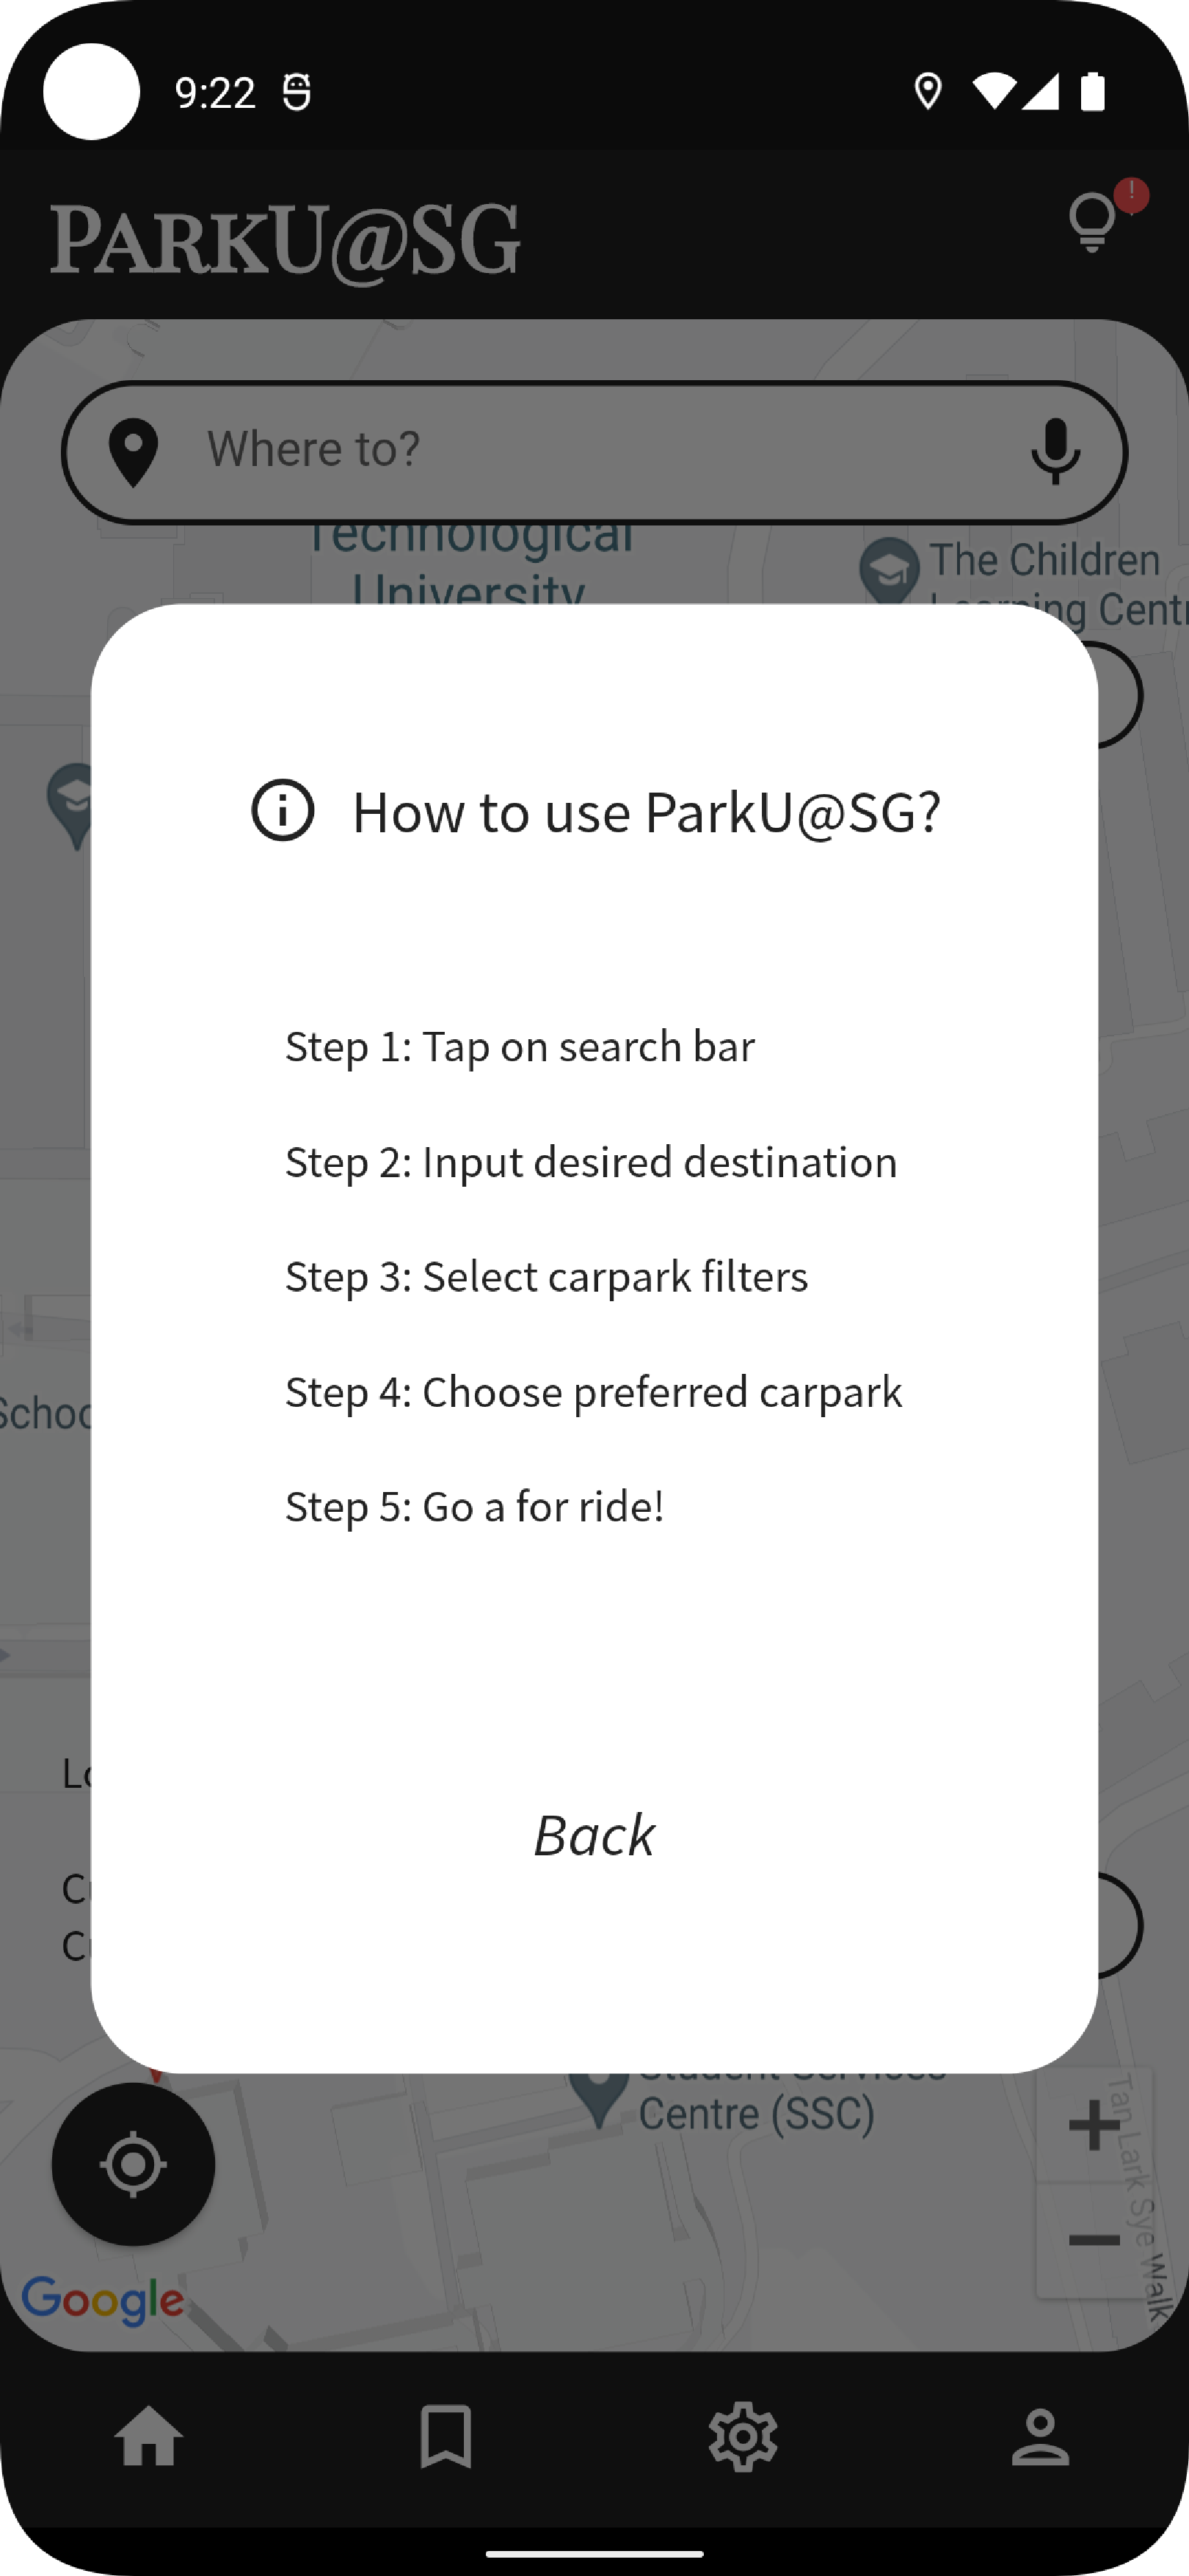 9:22
PARKU@SG
!
Where to?
Technological
University
The Children
Learning Centr
How to use ParkU@SG?
Step 1: Tap on search bar
Step 2: Input desired destination
Step 3: Select carpark filters
Schoo
Step 4: Choose preferred carpark
Step 5: Go a for ride!
Lo
Back
Cu
Cu
Student Services
Centre (SSC)
Tan Lark Sye Walk
Google